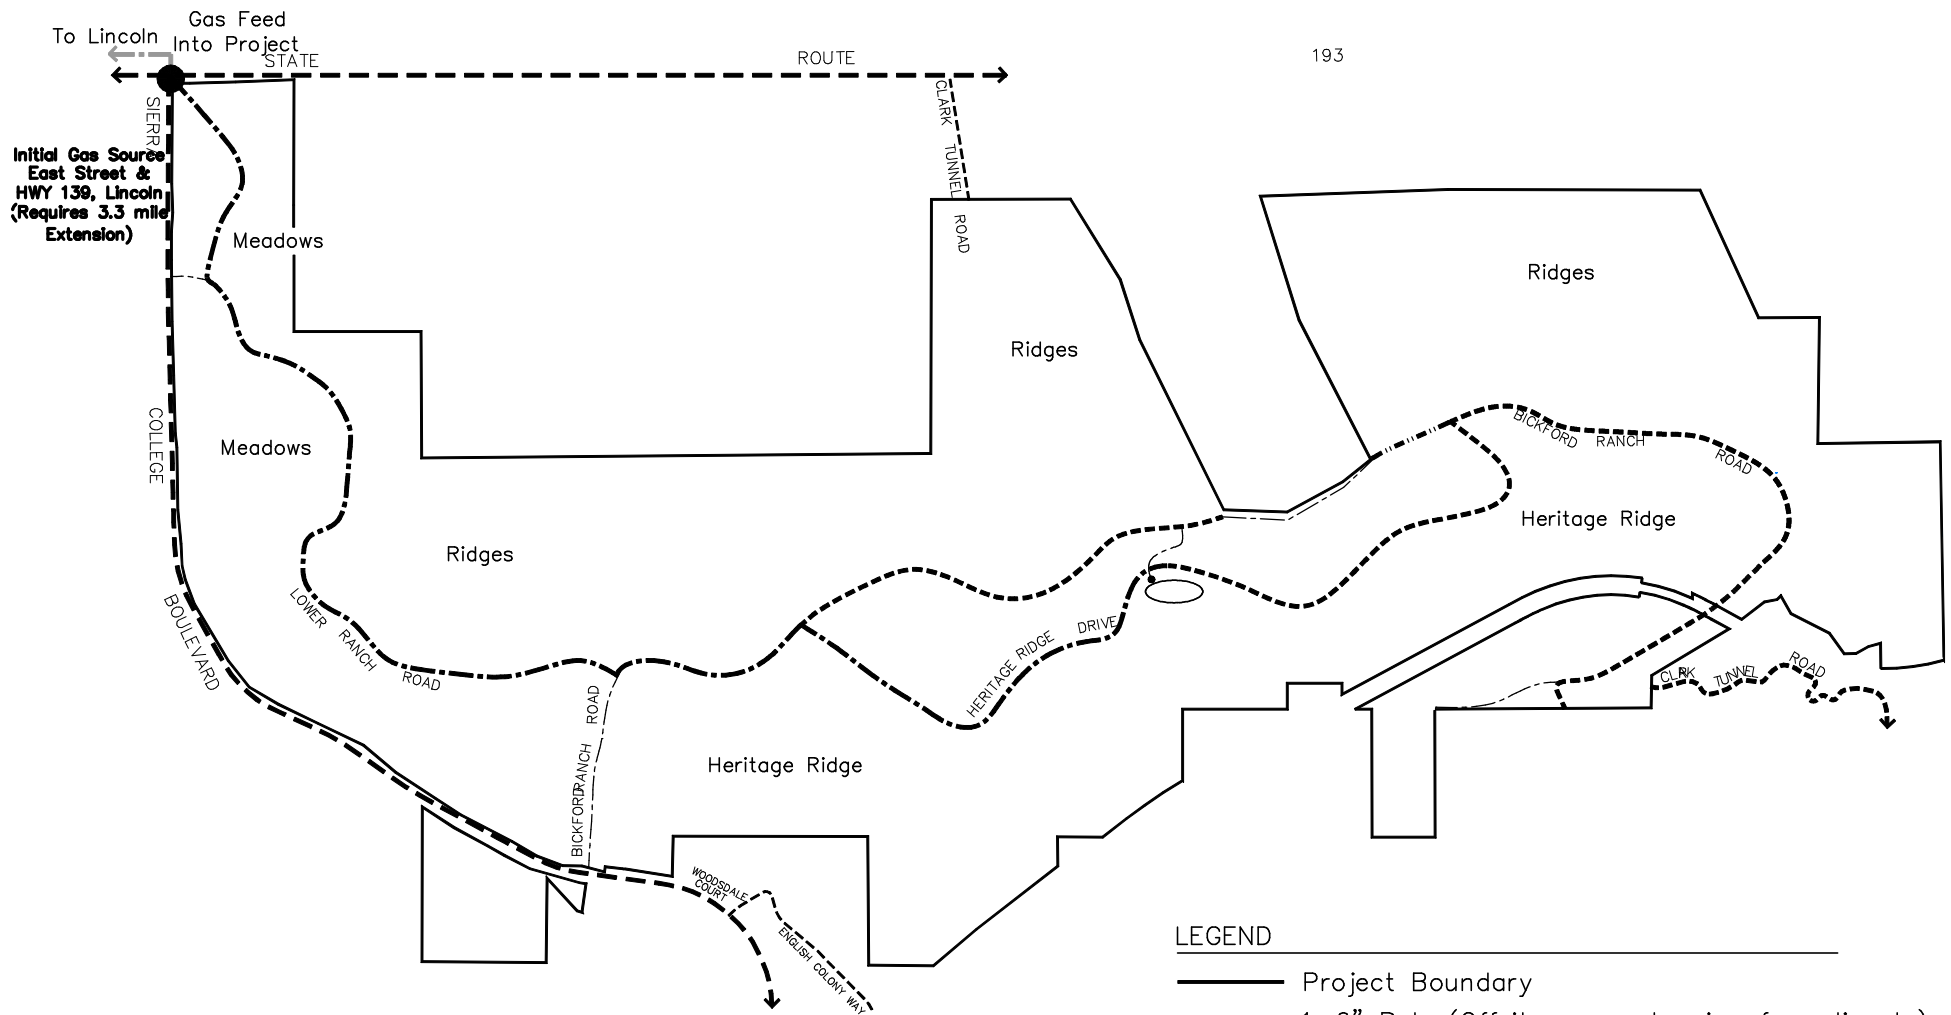 Gas Feed
To Lincoln
Into Project
STATE
ROUTE
193
SIERRA
CLARK TUNNEL
ROAD
Initial Gas Source
East Street &
HWY 139, Lincoln
(Requires 3.3 mile
Extension)
Meadows
Ridges
Ridges
COLLEGE
Meadows
BICKFORD RANCH ROAD
Heritage Ridge
Ridges
BOULEVARD
LOWER RANCH ROAD
HERITAGE RIDGE DRIVE
CLARK TUNNEL ROAD
BICKFORD RANCH ROAD
Heritage Ridge
WOODSDALE
COURT
ENGLISH COLONY WAY
LEGEND
Project Boundary